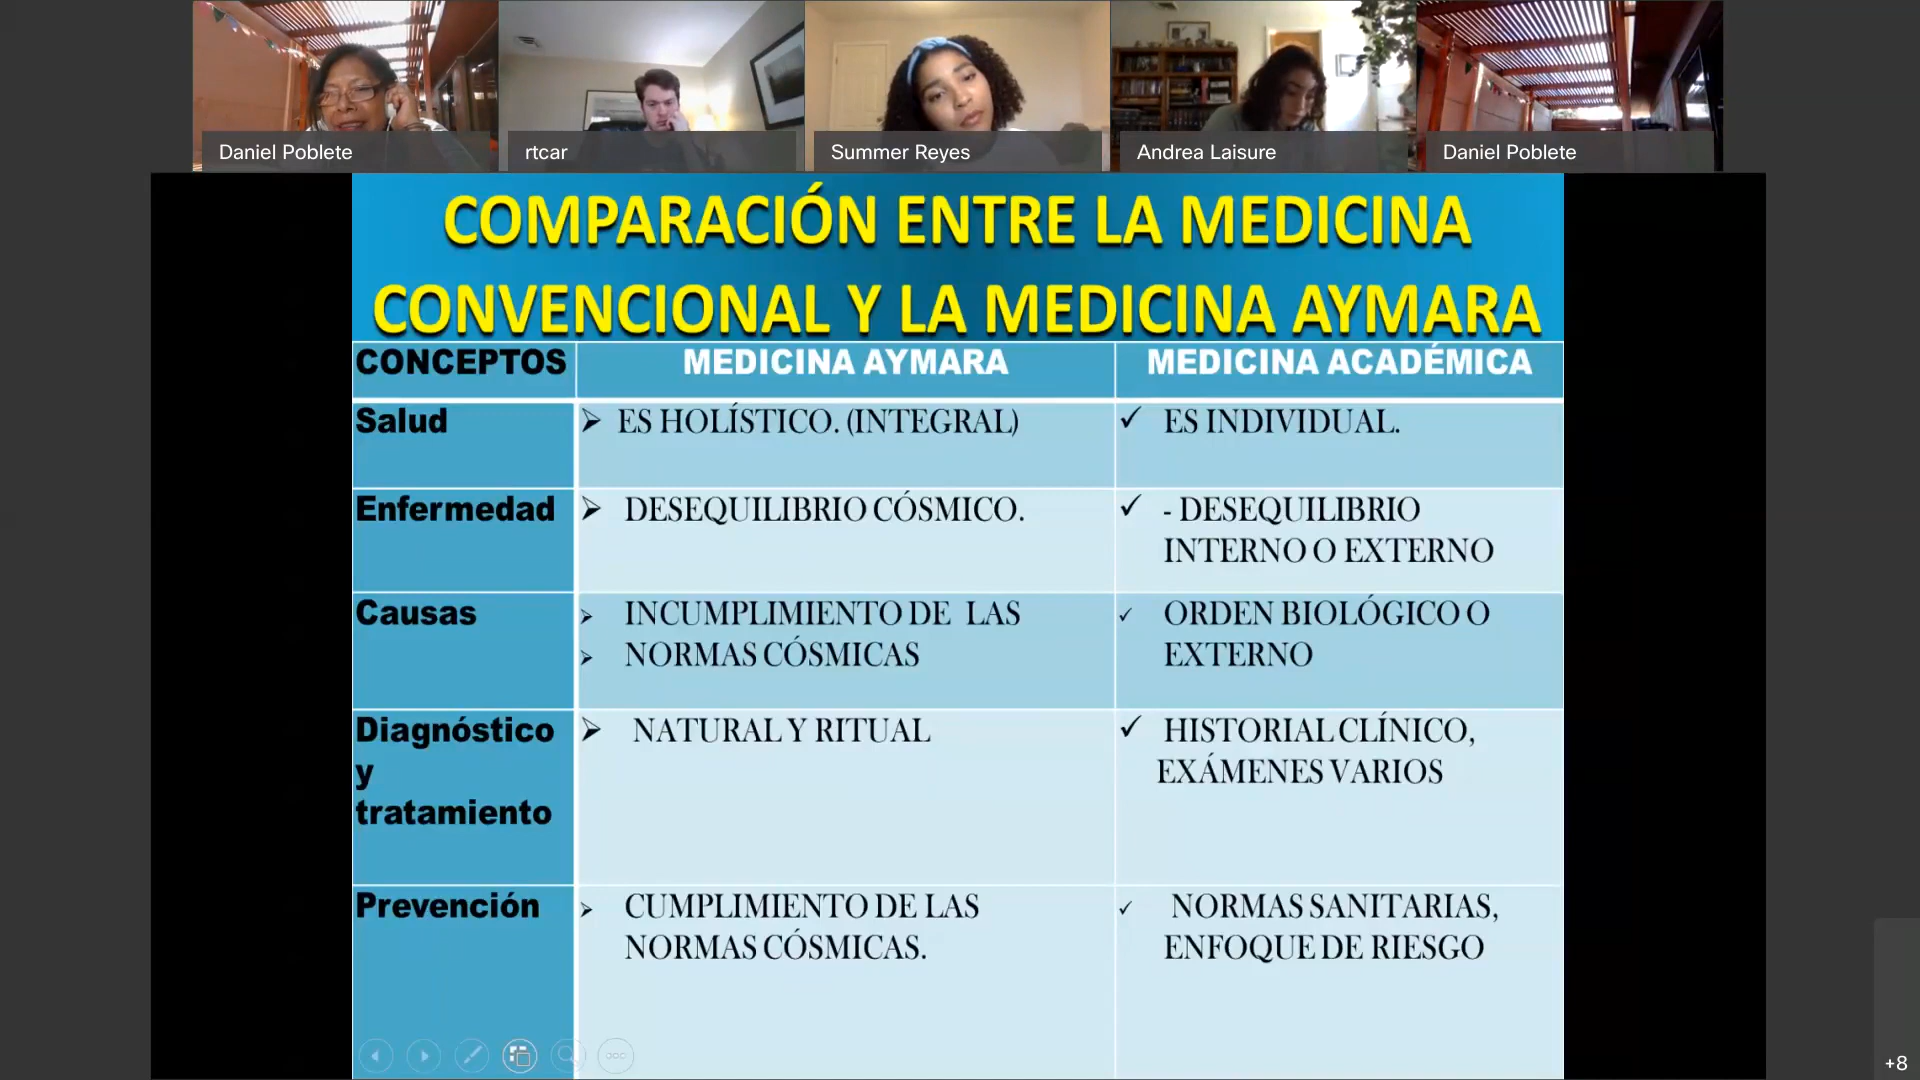 Daniel Poblete
rtcar
Summer Reyes
Andrea Laisure
Daniel Poblete
COMPARACIÓN ENTRE LA MEDICINA
CONVENCIONAL Y LA MEDICINA AYMARA
CONCEPTOS
MEDICINA AYMARA
MEDICINA ACADÉMICA
Salud
ES HOLÍSTICO. (INTEGRAL)
ES INDIVIDUAL.
Enfermedad
DESEQUILIBRIO CÓSMICO.
- DESEQUILIBRIO
INTERNO O EXTERNO
Causas
INCUMPLIMIENTO DE LAS
NORMAS CÓSMICAS
ORDEN BIOLÓGICO O
EXTERNO
Diagnóstico
y
tratamiento
NATURAL Y RITUAL
HISTORIAL CLÍNICO,
EXÁMENES VARIOS
Prevención
CUMPLIMIENTO DE LAS
NORMAS CÓSMICAS.
NORMAS SANITARIAS,
ENFOQUE DE RIESGO
+8